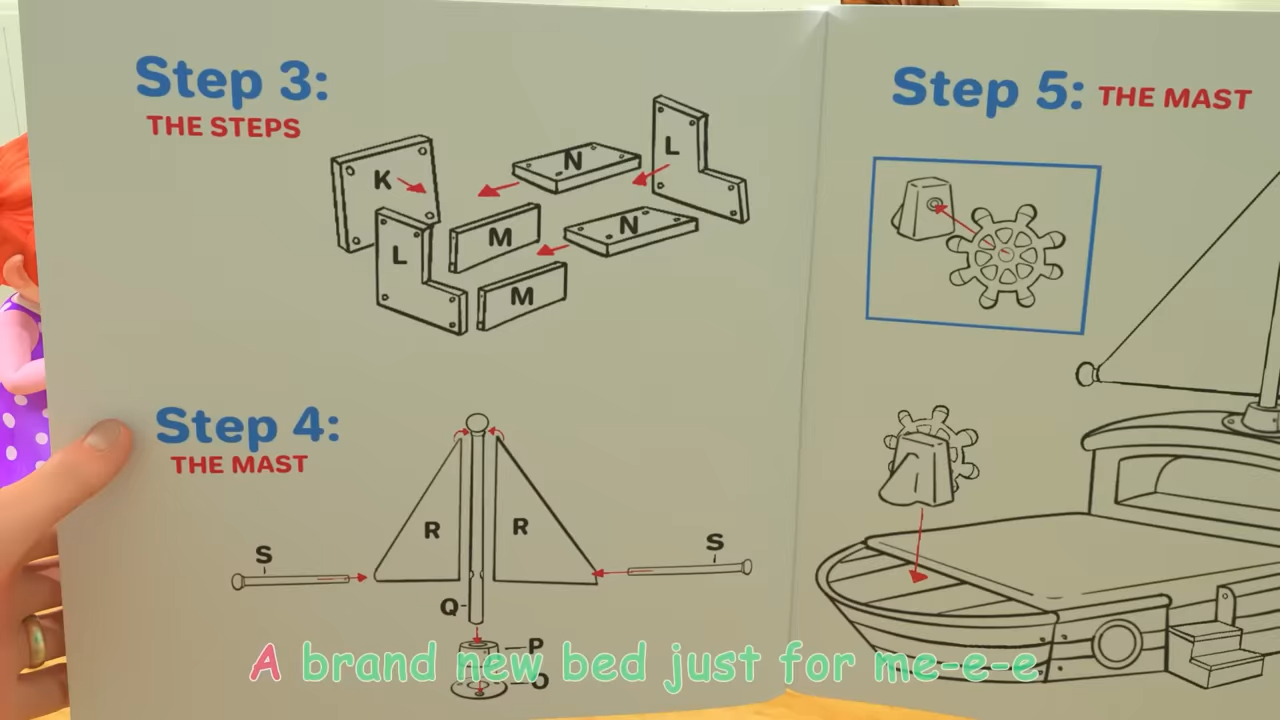 Step 3:
THE STEPS
K
N
L
L
M
N
M
Step 4:
THE MAST
R
R
S
S
Q
P
O
Step 5: THE MAST
A brand new bed just for me-e-e